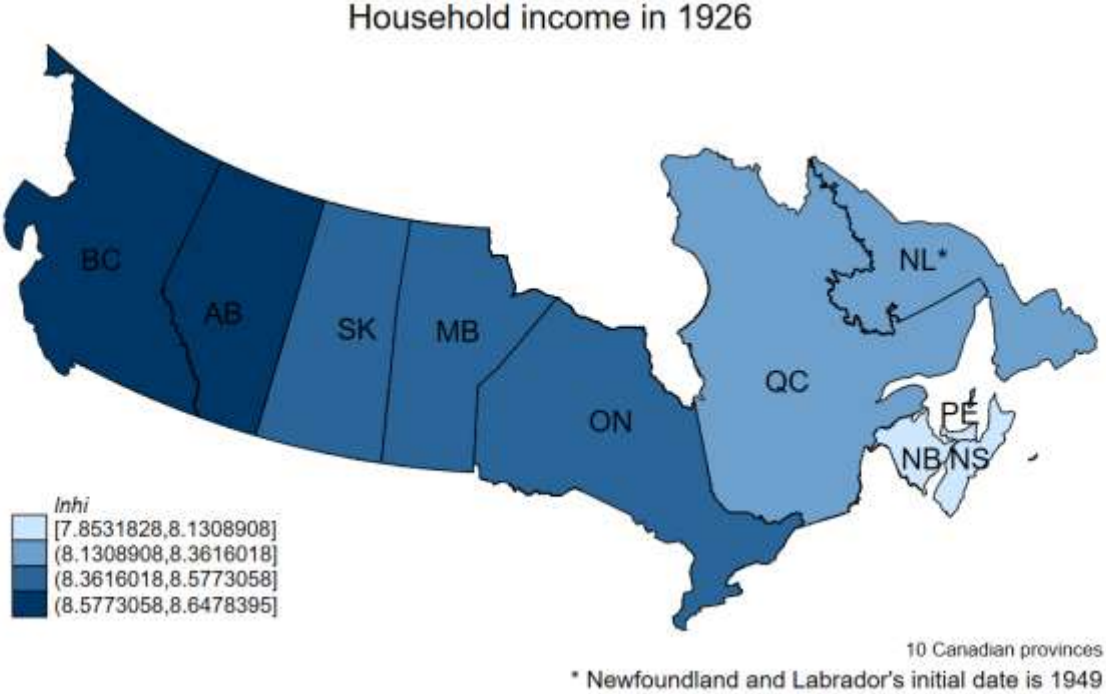 Household income in 1926
BC
AB
SK
MB
ON
QC
NL*
PE
NB
NS
lnhi
[7.8531828,8.1308908]
(8.1308908,8.3616018]
(8.3616018,8.5773058]
(8.5773058,8.6478395]
10 Canadian provinces
* Newfoundland and Labrador's initial date is 1949